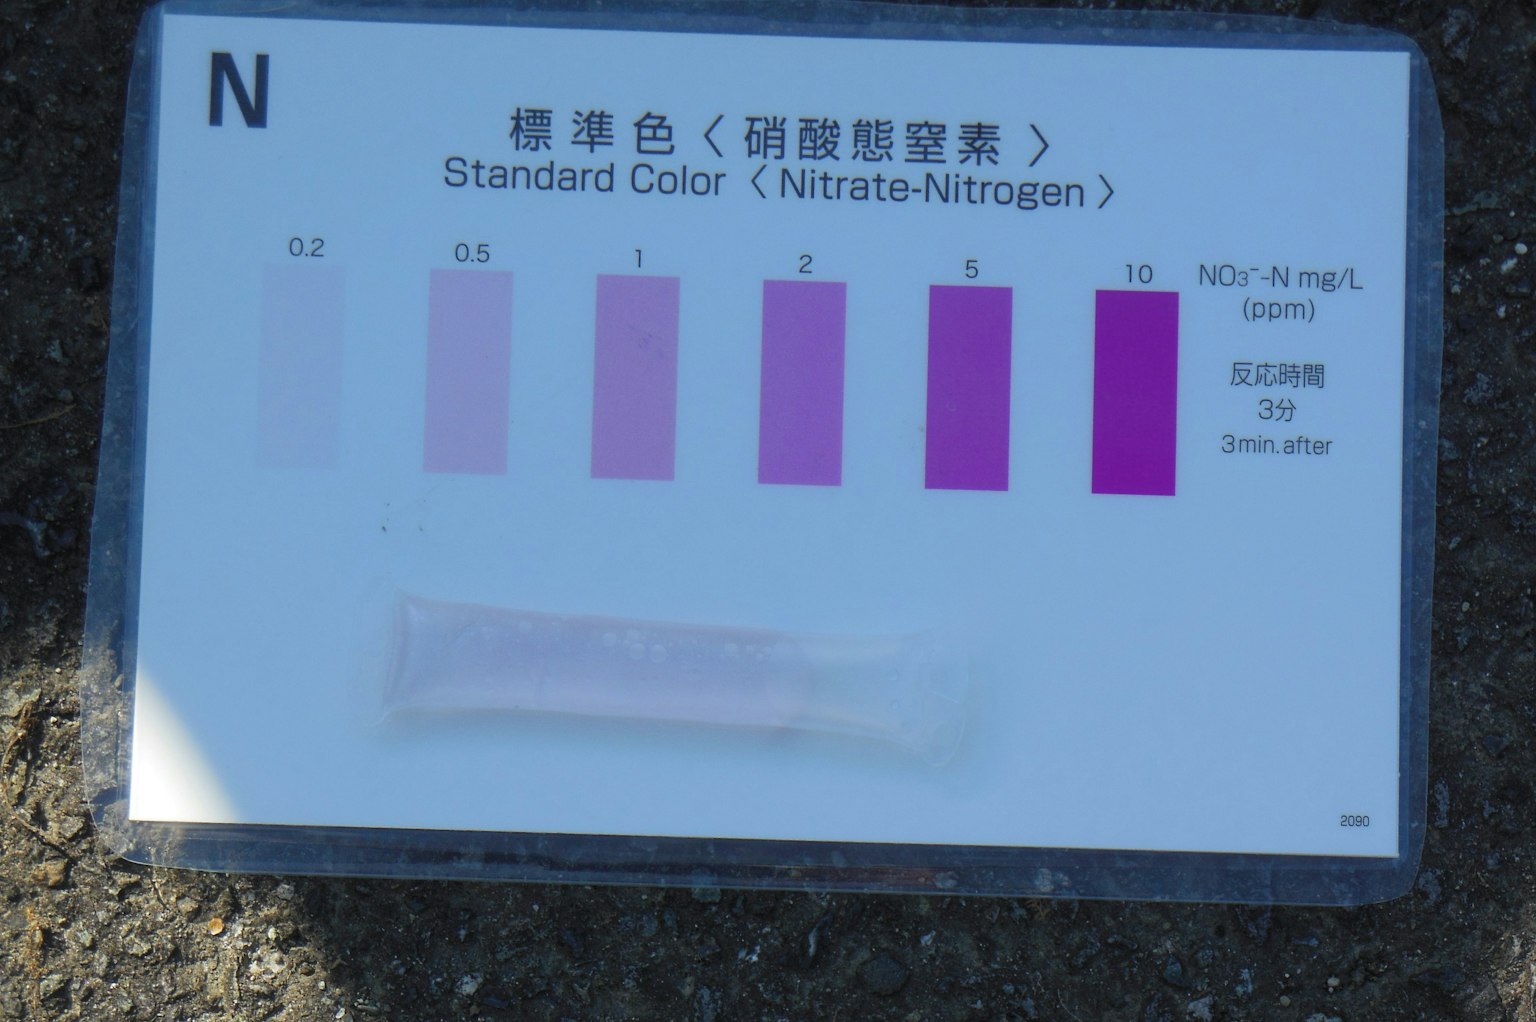 N
標準色〈硝酸態窒素〉
Standard Color〈Nitrate-Nitrogen〉
0.2 0.5 1 2 5 10 NO₃⁻-N mg/L
(ppm)
反応時間
3分
3min.after
2090